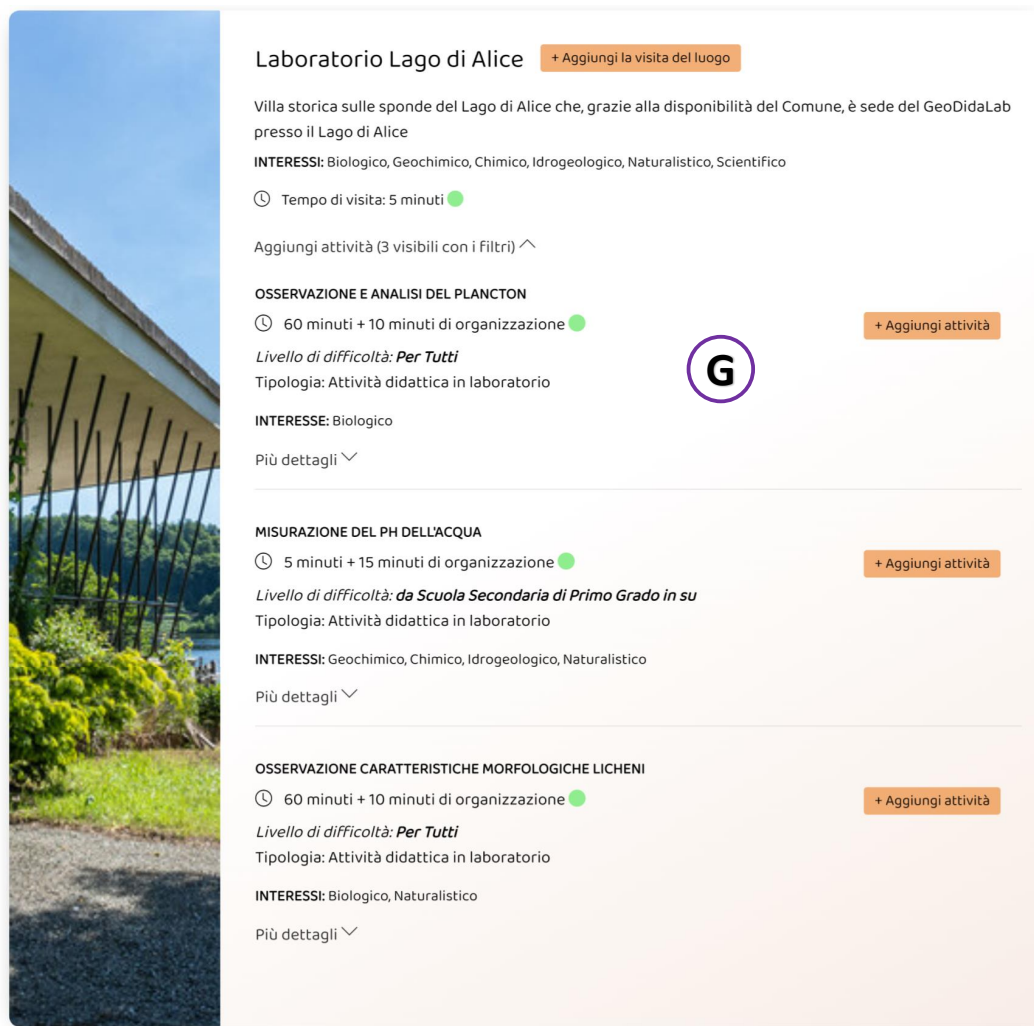 Laboratorio Lago di Alice + Aggiungi la visita del luogo
Villa storica sulle sponde del Lago di Alice che, grazie alla disponibilità del Comune, è sede del GeoDidaLab
presso il Lago di Alice
INTERESSI: Biologico, Geochimico, Chimico, Idrogeologico, Naturalistico, Scientifico
Tempo di visita: 5 minuti
Aggiungi attività (3 visibili con i filtri)
OSSERVAZIONE E ANALISI DEL PLANCTON
60 minuti + 10 minuti di organizzazione + Aggiungi attività
Livello di difficoltà: Per Tutti
G
Tipologia: Attività didattica in laboratorio
INTERESSE: Biologico
Più dettagli
MISURAZIONE DEL PH DELL'ACQUA
5 minuti + 15 minuti di organizzazione + Aggiungi attività
Livello di difficoltà: da Scuola Secondaria di Primo Grado in su
Tipologia: Attività didattica in laboratorio
INTERESSI: Geochimico, Chimico, Idrogeologico, Naturalistico
Più dettagli
OSSERVAZIONE CARATTERISTICHE MORFOLOGICHE LICHENI
60 minuti + 10 minuti di organizzazione + Aggiungi attività
Livello di difficoltà: Per Tutti
Tipologia: Attività didattica in laboratorio
INTERESSI: Biologico, Naturalistico
Più dettagli